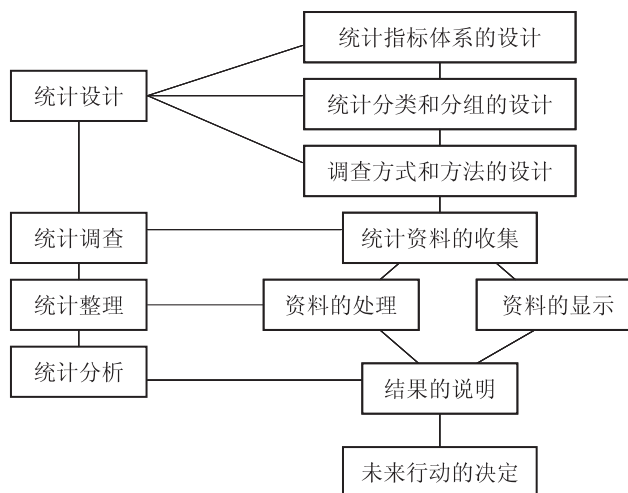 统计指标体系的设计
统计设计
统计分类和分组的设计
调查方式和方法的设计
统计调查
统计资料的收集
统计整理
资料的处理
资料的显示
统计分析
结果的说明
未来行动的决定